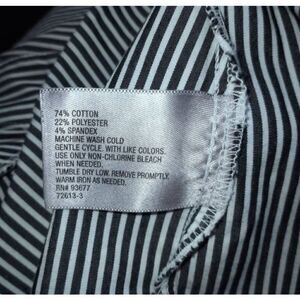 74% COTTON
22% POLYESTER
4% SPANDEX
MACHINE WASH COLD
GENTLE CYCLE. WITH LIKE COLORS.
USE ONLY NON-CHLORINE BLEACH
WHEN NEEDED.
TUMBLE DRY LOW. REMOVE PROMPTLY.
WARM IRON AS NEEDED.
RN# 93677
72613-3